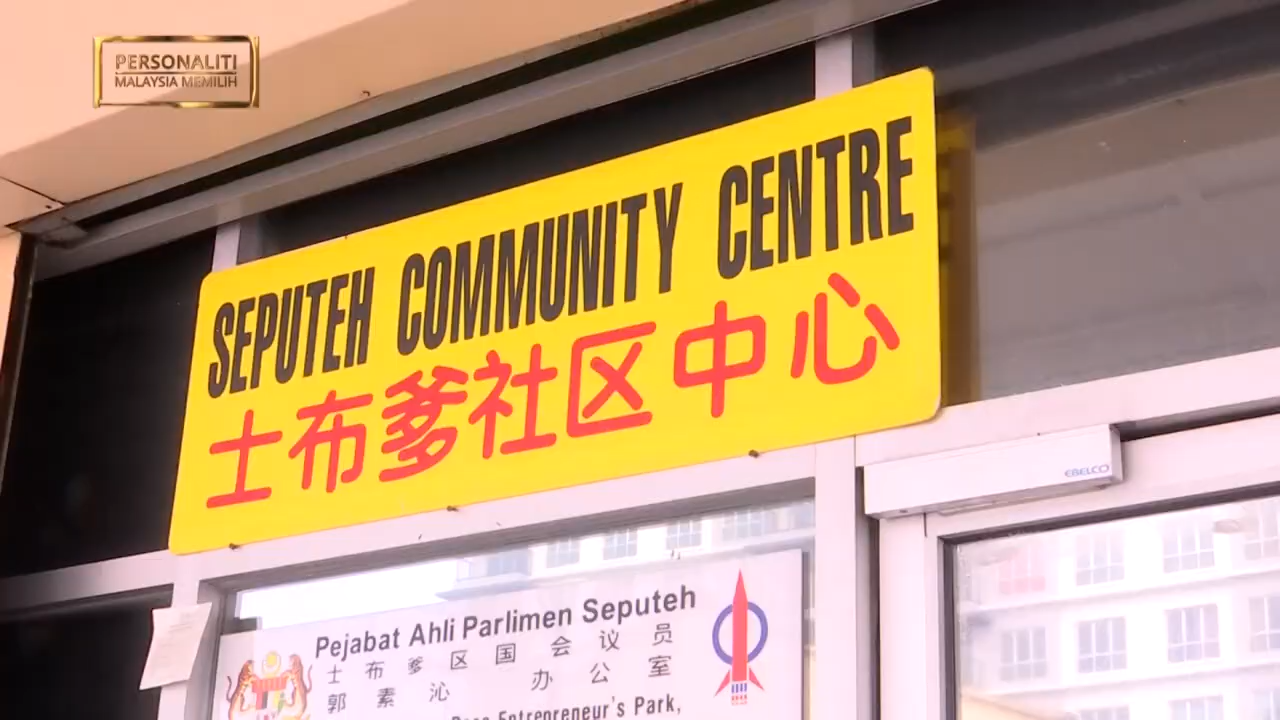 PERSONALITI
MALAYSIA MEMILIH
SEPUTEH COMMUNITY CENTRE
士布爹社区中心
EBELCO
Pejabat Ahli Parlimen Seputeh
士布爹区国会议员
郭素沁 办公室
Entrepreneur's Park,